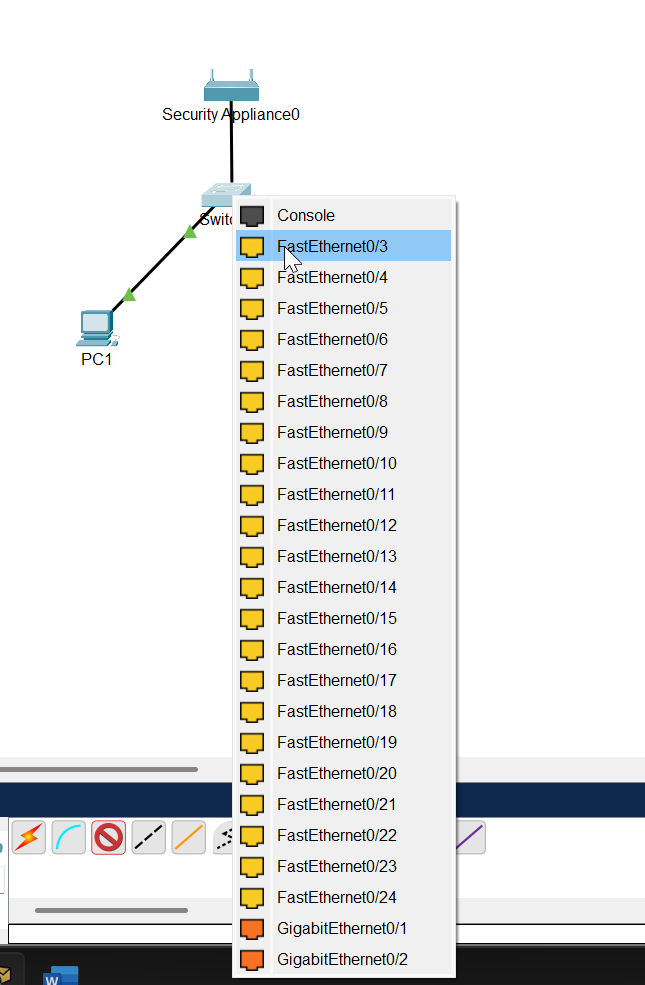 Security Appliance0
Switc
PC1
Console
FastEthernet0/3
FastEthernet0/4
FastEthernet0/5
FastEthernet0/6
FastEthernet0/7
FastEthernet0/8
FastEthernet0/9
FastEthernet0/10
FastEthernet0/11
FastEthernet0/12
FastEthernet0/13
FastEthernet0/14
FastEthernet0/15
FastEthernet0/16
FastEthernet0/17
FastEthernet0/18
FastEthernet0/19
FastEthernet0/20
FastEthernet0/21
FastEthernet0/22
FastEthernet0/23
FastEthernet0/24
GigabitEthernet0/1
GigabitEthernet0/2
W